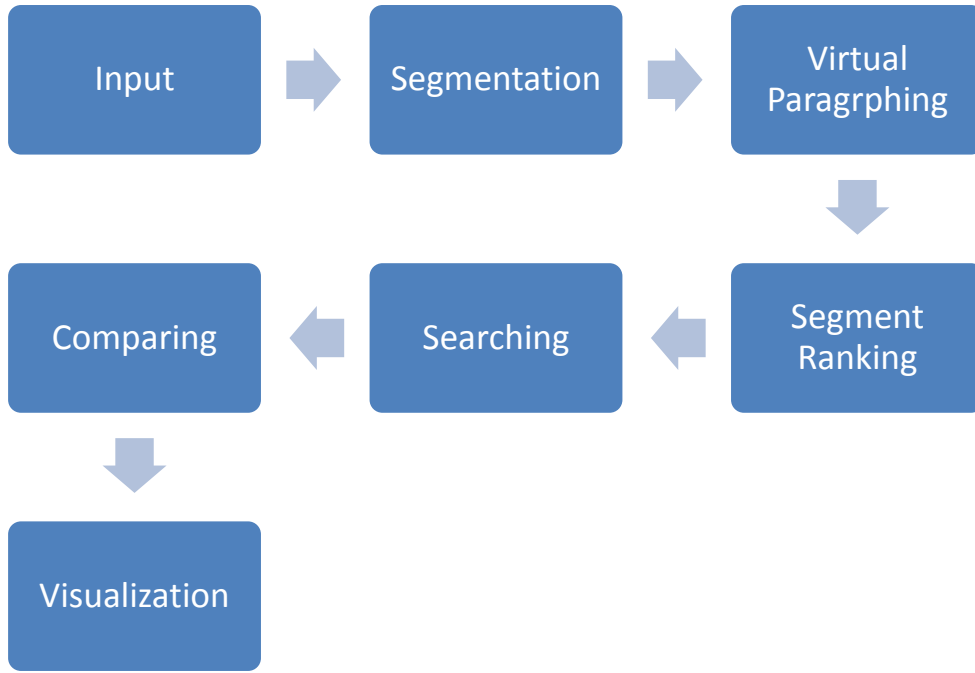 Input
Segmentation
Virtual
Paragrphing
Segment
Ranking
Searching
Comparing
Visualization